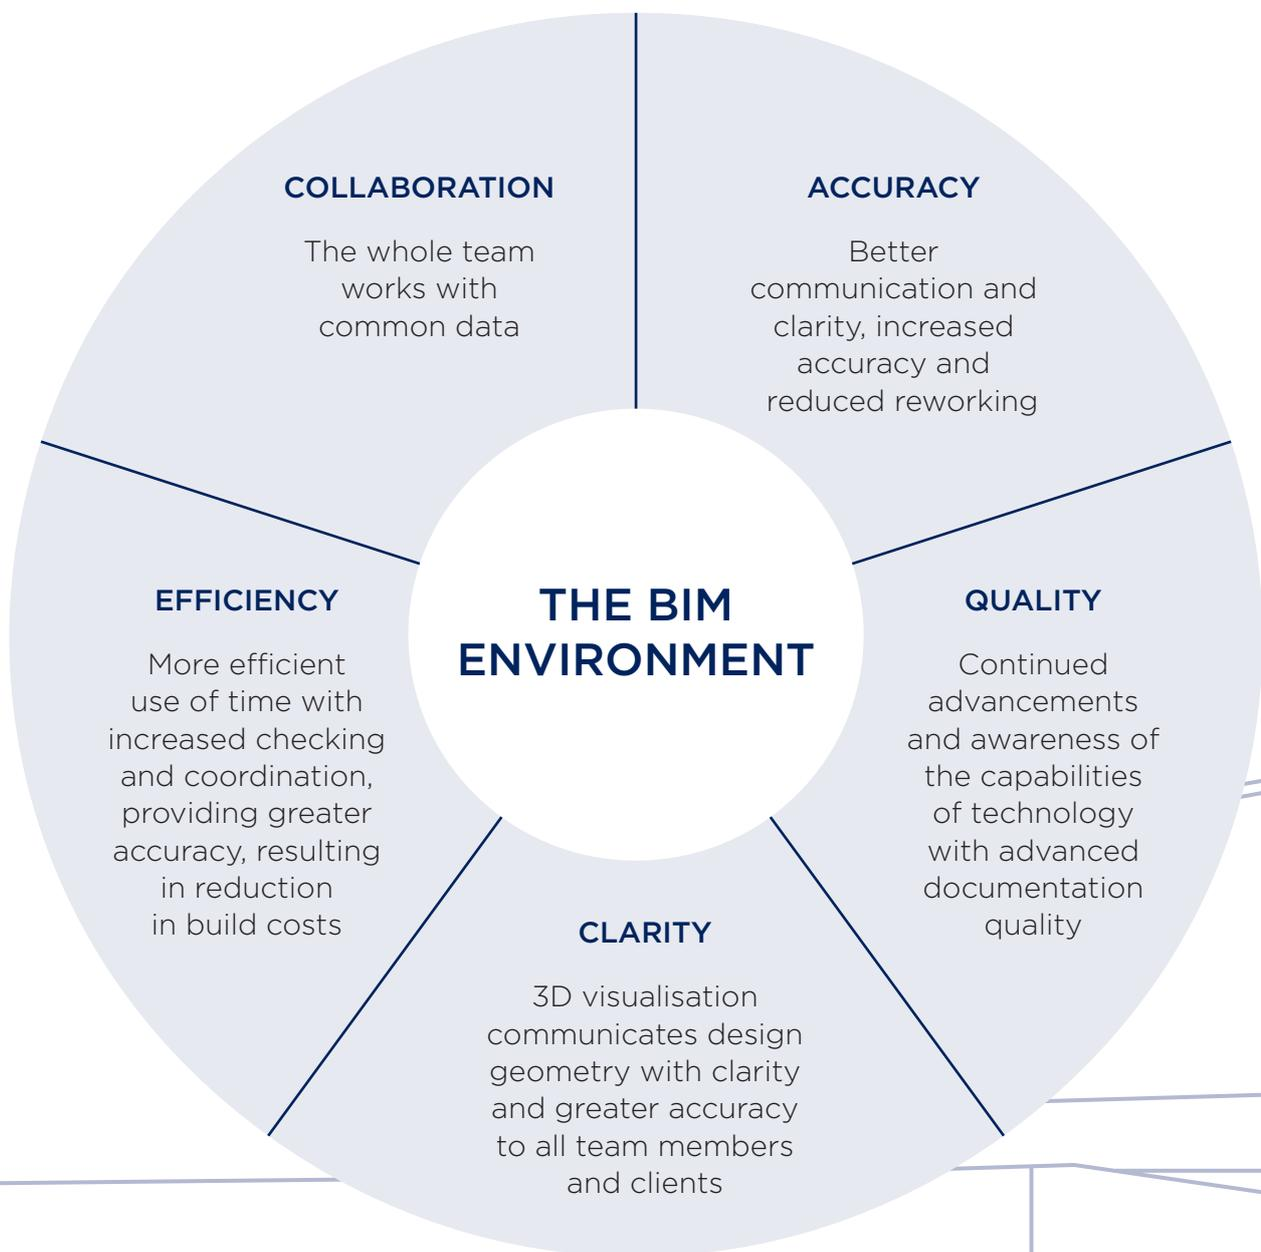 COLLABORATION
The whole team
works with
common data
ACCURACY
Better
communication and
clarity, increased
accuracy and
reduced reworking
THE BIM
ENVIRONMENT
EFFICIENCY
More efficient
use of time with
increased checking
and coordination,
providing greater
accuracy, resulting
in reduction
in build costs
QUALITY
Continued
advancements
and awareness of
the capabilities
of technology
with advanced
documentation
quality
CLARITY
3D visualisation
communicates design
geometry with clarity
and greater accuracy
to all team members
and clients